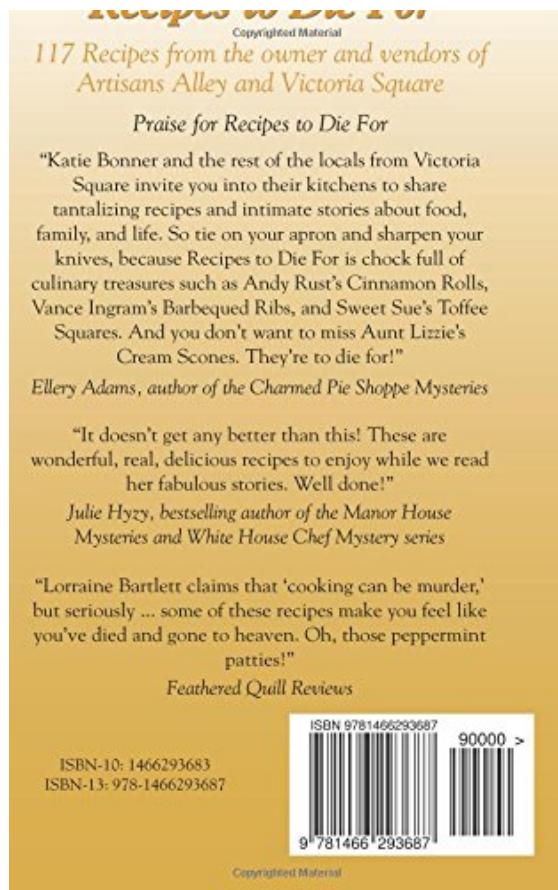 Recipes to Die For
Copyrighted Material
117 Recipes from the owner and vendors of
Artisans Alley and Victoria Square
Praise for Recipes to Die For
“Katie Bonner and the rest of the locals from Victoria
Square invite you into their kitchens to share
tantalizing recipes and intimate stories about food,
family, and life. So tie on your apron and sharpen your
knives, because Recipes to Die For is chock full of
culinary treasures such as Andy Rust’s Cinnamon Rolls,
Vance Ingram’s Barbequed Ribs, and Sweet Sue’s Toffee
Squares. And you don’t want to miss Aunt Lizzie’s
Cream Scones. They’re to die for!”
Ellery Adams, author of the Charmed Pie Shoppe Mysteries
“It doesn’t get any better than this! These are
wonderful, real, delicious recipes to enjoy while we read
her fabulous stories. Well done!”
Julie Hyzy, bestselling author of the Manor House
Mysteries and White House Chef Mystery series
“Lorraine Bartlett claims that ‘cooking can be murder,’
but seriously ... some of these recipes make you feel like
you’ve died and gone to heaven. Oh, those peppermint
patties!”
Feathered Quill Reviews
ISBN-10: 1466293683
ISBN-13: 978-1466293687
ISBN 9781466293687
90000 >
9 781466 293687
Copyrighted Material